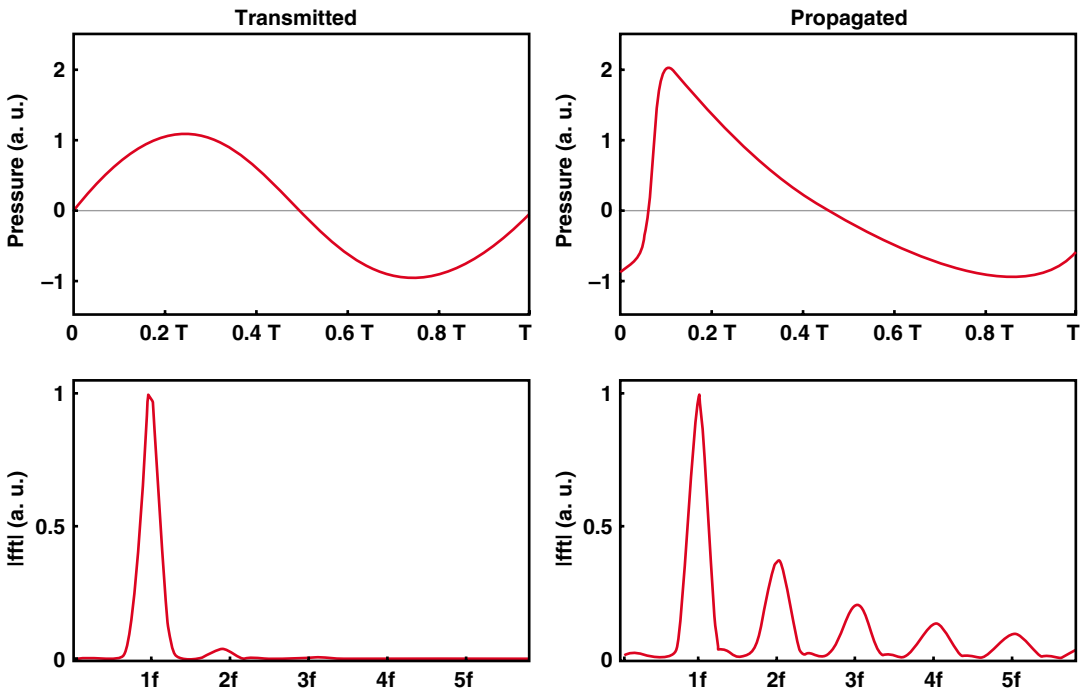 Transmitted
Pressure (a. u.)
2
1
0
–1
0 0.2 T 0.4 T 0.6 T 0.8 T T
Propagated
Pressure (a. u.)
2
1
0
–1
0 0.2 T 0.4 T 0.6 T 0.8 T T
|fft| (a. u.)
1
0.5
0
1f 2f 3f 4f 5f
|fft| (a. u.)
1
0.5
0
1f 2f 3f 4f 5f